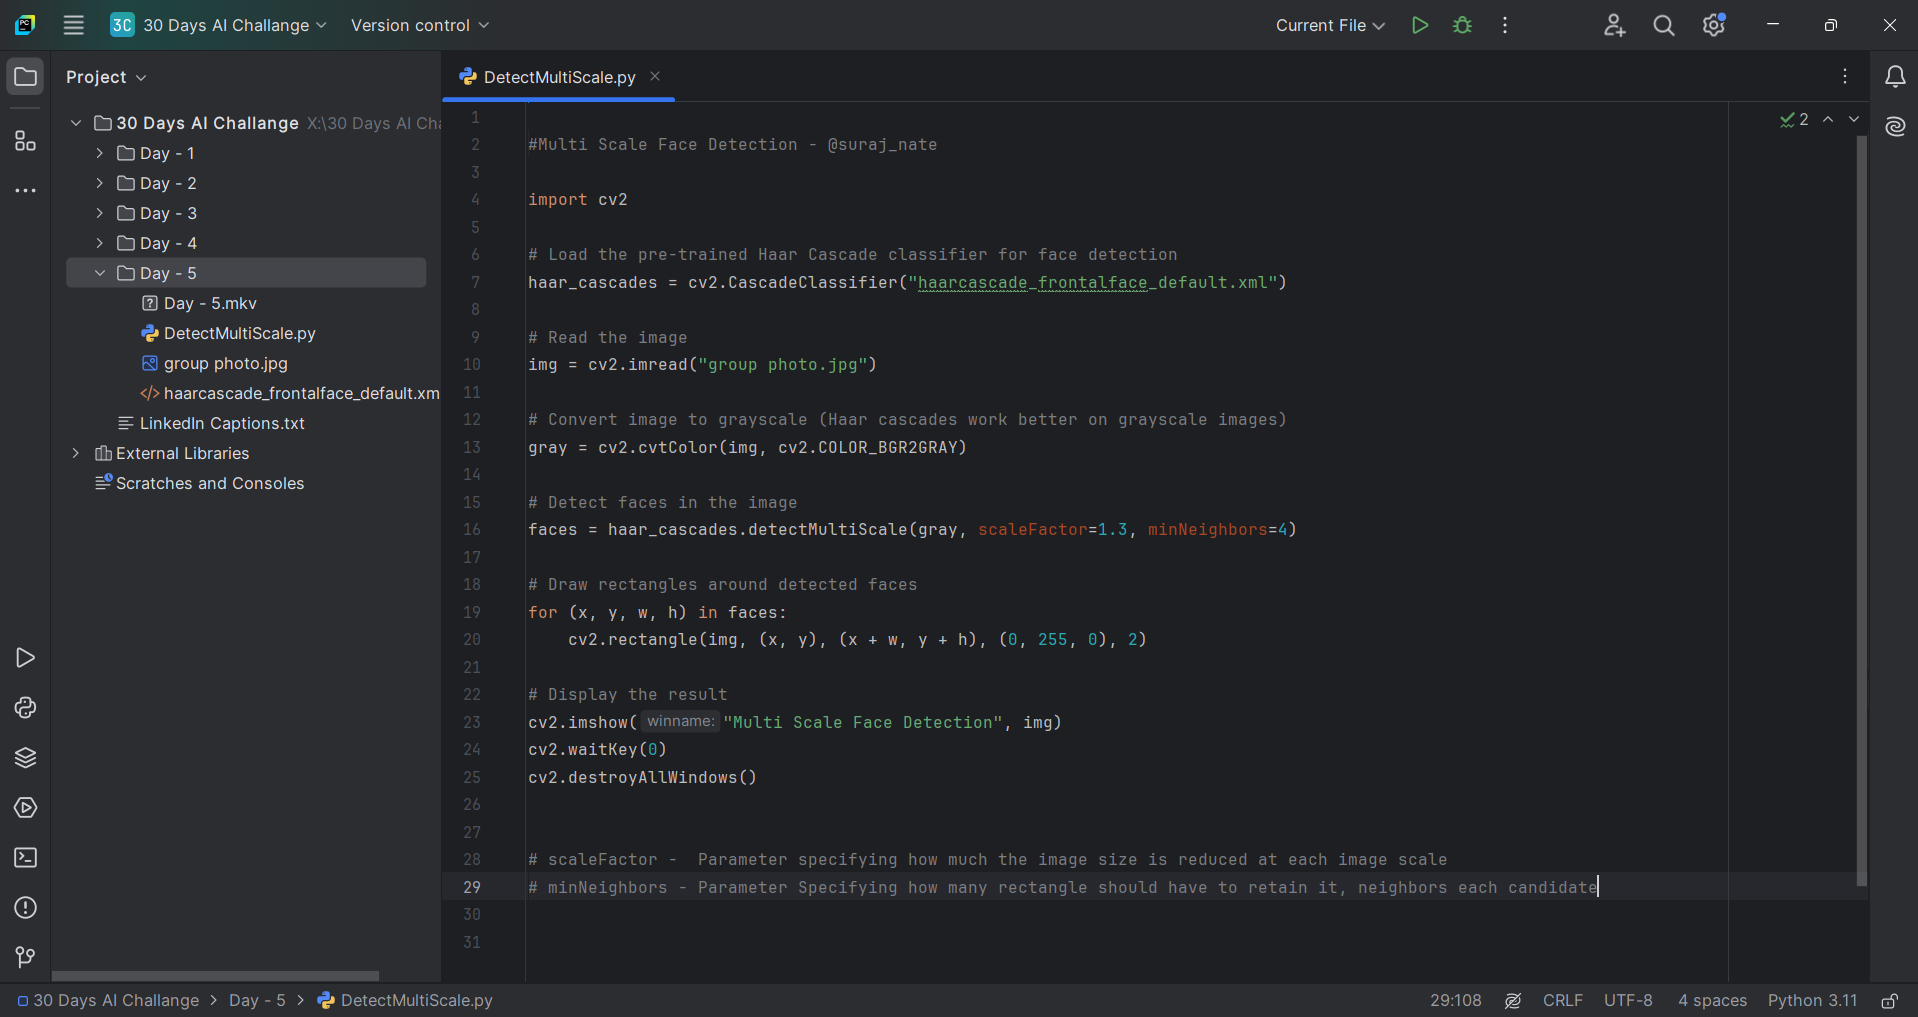 PC
3C 30 Days AI Challange Version control Current File
Project
30 Days AI Challange X:\30 Days AI Cha
Day - 1
Day - 2
Day - 3
Day - 4
Day - 5
Day - 5.mkv
DetectMultiScale.py
group photo.jpg
haarcascade_frontalface_default.xm
LinkedIn Captions.txt
External Libraries
Scratches and Consoles
DetectMultiScale.py
2
1
2 #Multi Scale Face Detection - @suraj_nate
3
4 import cv2
5
6 # Load the pre-trained Haar Cascade classifier for face detection
7 haar_cascades = cv2.CascadeClassifier("haarcascade_frontalface_default.xml")
8
9 # Read the image
10 img = cv2.imread("group photo.jpg")
11
12 # Convert image to grayscale (Haar cascades work better on grayscale images)
13 gray = cv2.cvtColor(img, cv2.COLOR_BGR2GRAY)
14
15 # Detect faces in the image
16 faces = haar_cascades.detectMultiScale(gray, scaleFactor=1.3, minNeighbors=4)
17
18 # Draw rectangles around detected faces
19 for (x, y, w, h) in faces:
20 cv2.rectangle(img, (x, y), (x + w, y + h), (0, 255, 0), 2)
21
22 # Display the result
23 cv2.imshow( winname: "Multi Scale Face Detection", img)
24 cv2.waitKey(0)
25 cv2.destroyAllWindows()
26
27
28 # scaleFactor -  Parameter specifying how much the image size is reduced at each image scale
29 # minNeighbors - Parameter Specifying how many rectangle should have to retain it, neighbors each candidate
30
31
30 Days AI Challange > Day - 5 > DetectMultiScale.py
29:108 CRLF UTF-8 4 spaces Python 3.11